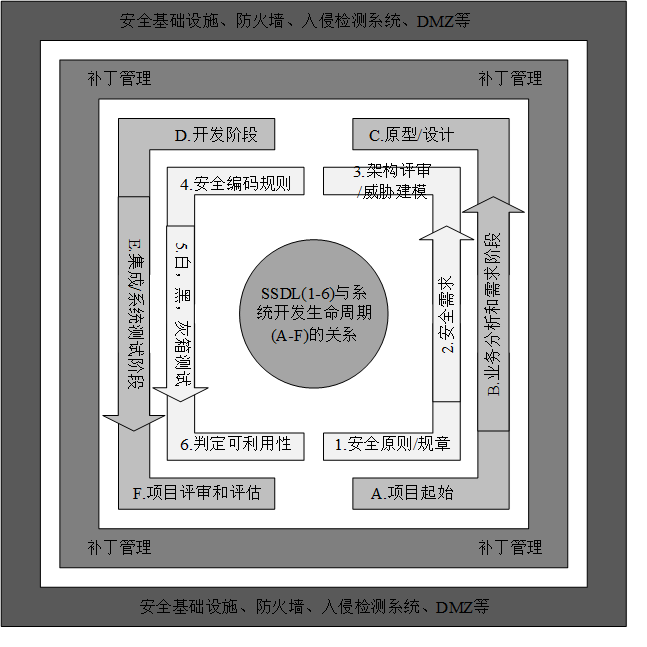 安全基础设施、防火墙、入侵检测系统、DMZ等
补丁管理
补丁管理
D.开发阶段
C.原型/设计
4.安全编码规则
3.架构评审
/威胁建模
E.集成/系统测试阶段
5.白，黑，灰箱测试
SSDL(1-6)与系
统开发生命周期
(A-F)的关系
2.安全需求
B.业务分析和需求阶段
6.判定可利用性
1.安全原则/规章
F.项目评审和评估
A.项目起始
补丁管理
补丁管理
安全基础设施、防火墙、入侵检测系统、DMZ等